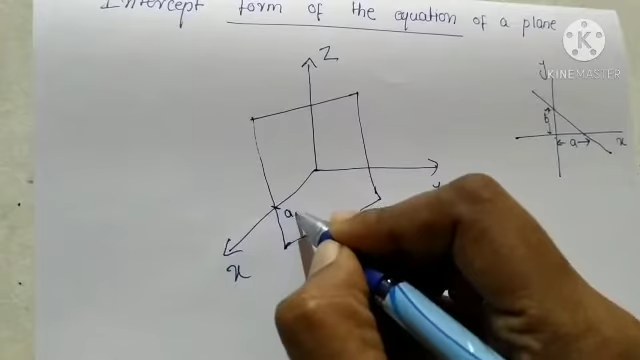 Intercept form of the equation of a plane
KINEMASTER
Z
y
b
a
x
y
a
x